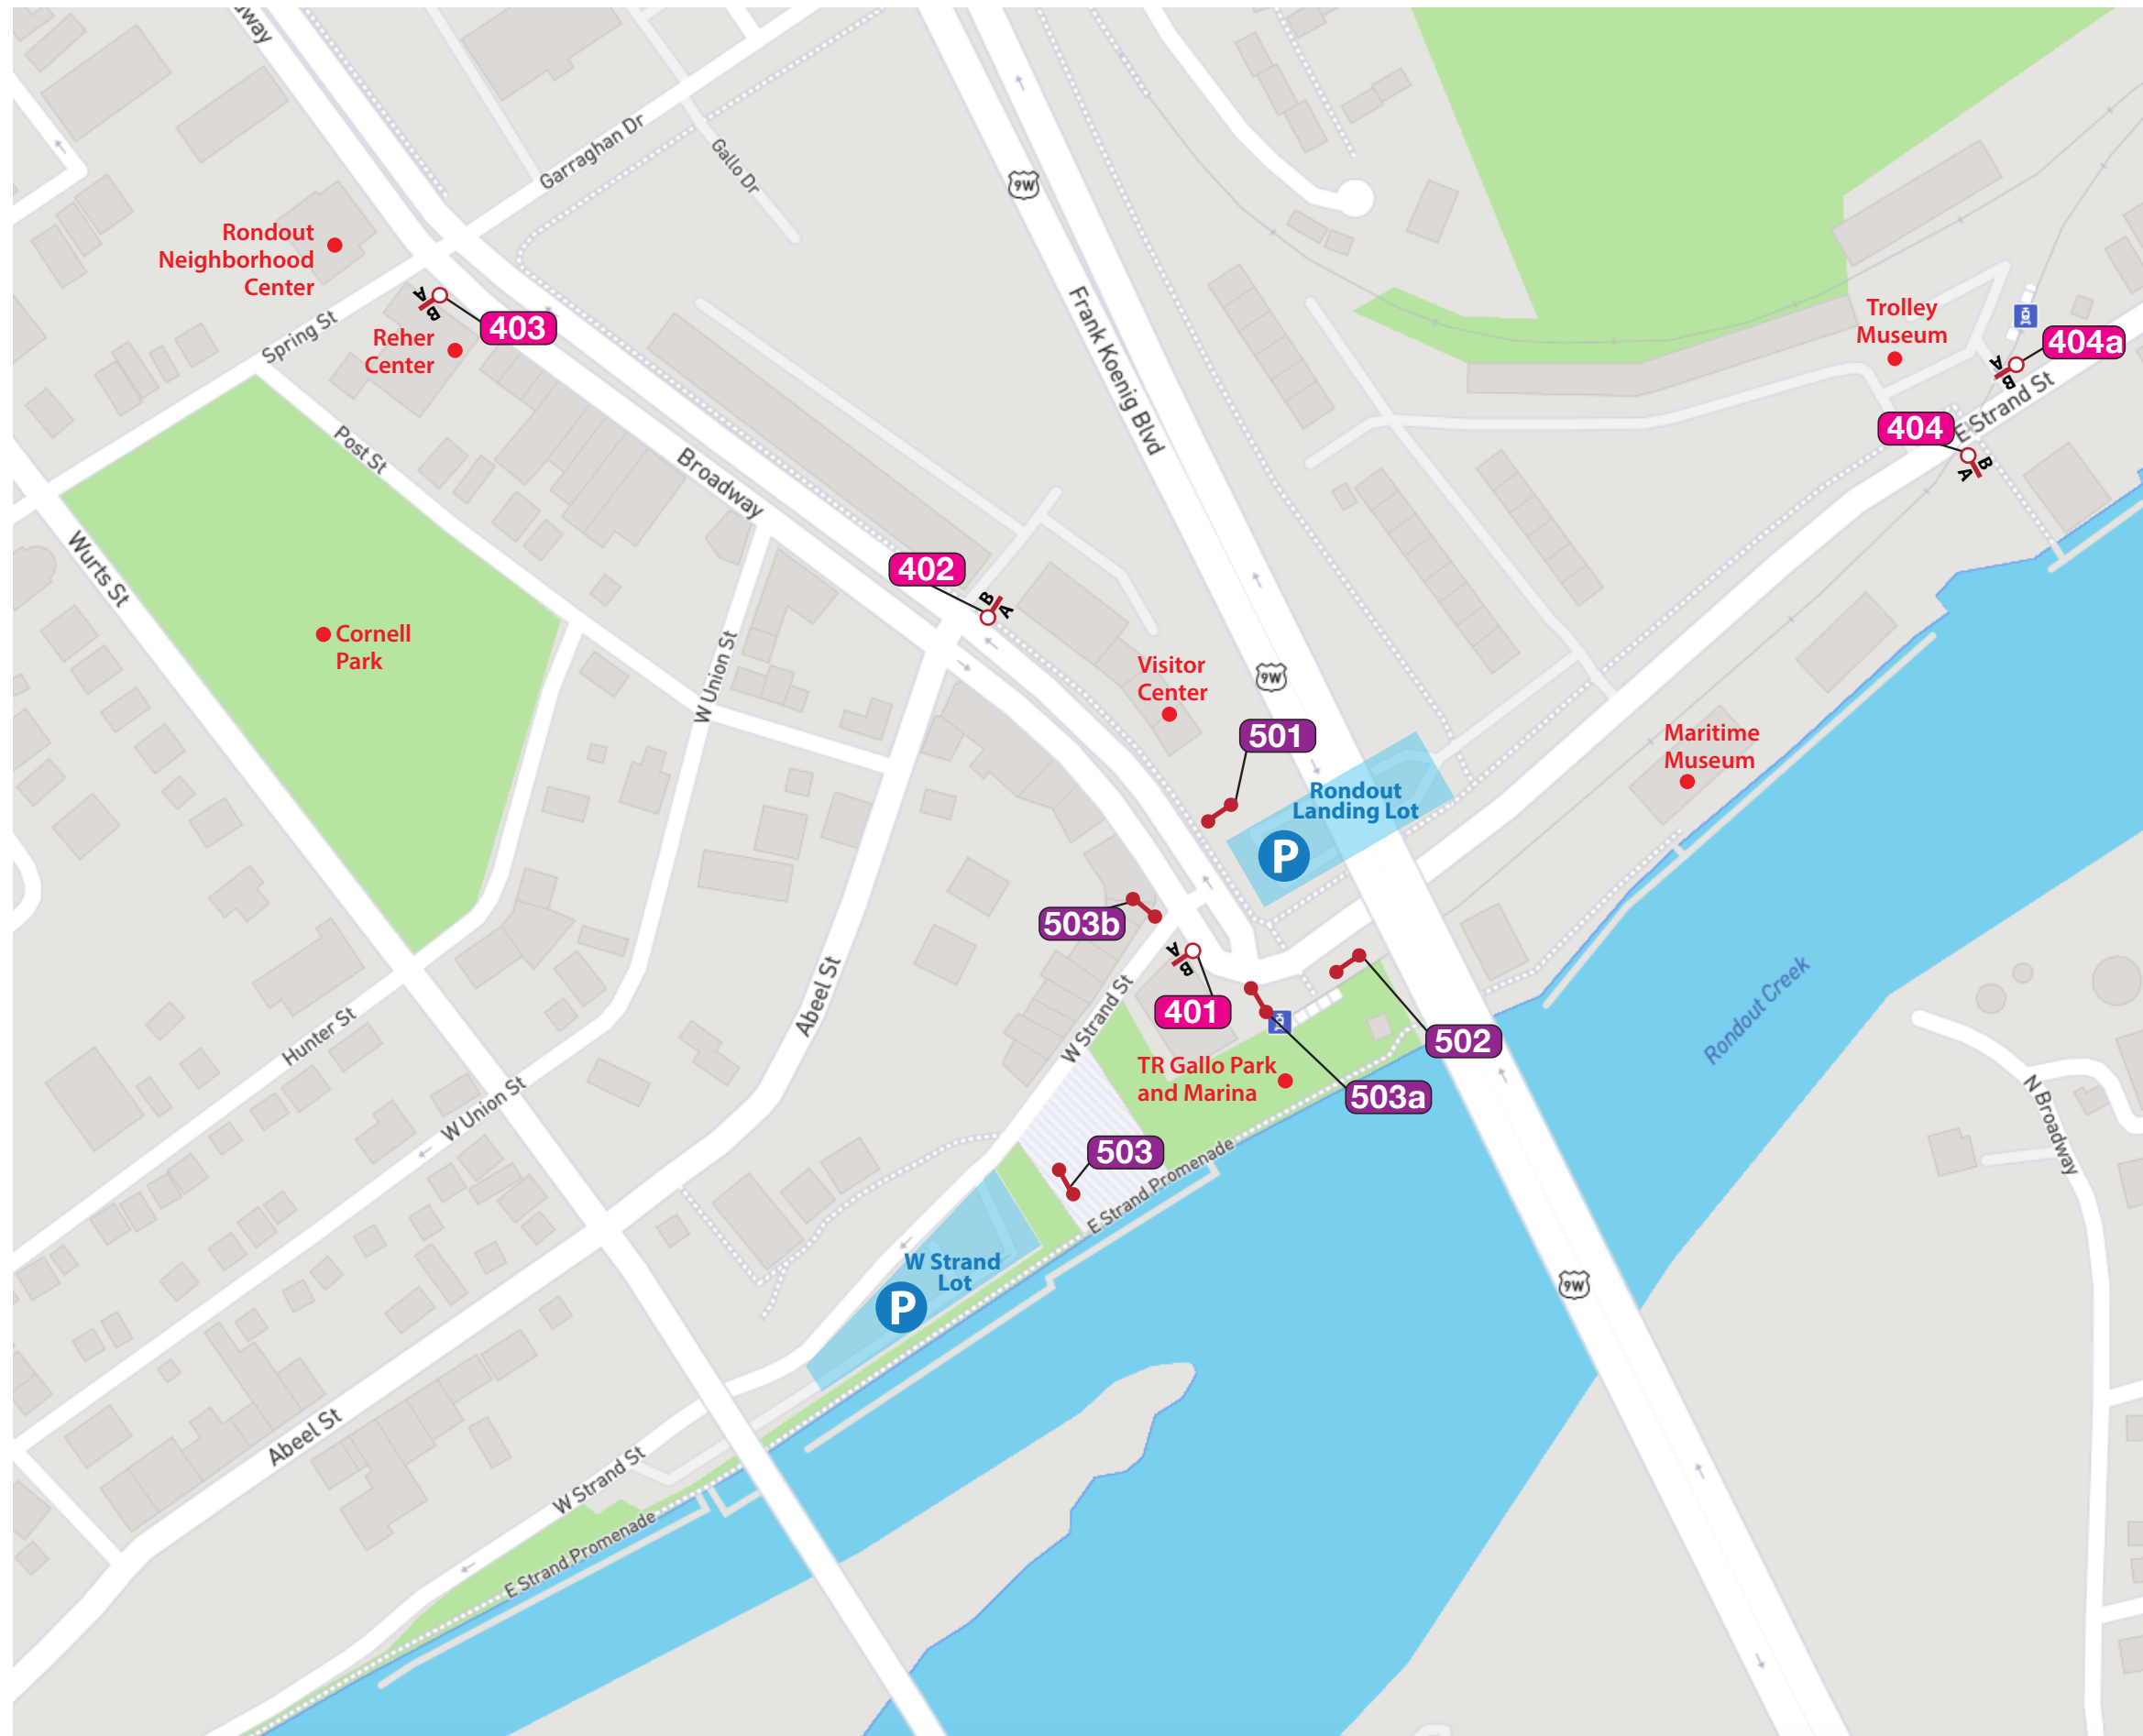 dway
Garraghan Dr
Gallo Dr
9W
Rondout
Neighborhood
Center
A
B
403
Spring St
Reher
Center
Frank Koenig Blvd
Trolley
Museum
404a
A
B
E Strand St
404
B
A
Post St
Broadway
Wurts St
402
B
A
Cornell
Park
W Union St
Visitor
Center
9W
501
Maritime
Museum
Rondout
Landing Lot
P
503b
A
B
401
W Strand St
Abeel St
Hunter St
502
Rondout Creek
TR Gallo Park
and Marina
503a
N Broadway
W Union St
503
E Strand Promenade
W Strand
Lot
P
9W
Abeel St
W Strand St
E Strand Promenade